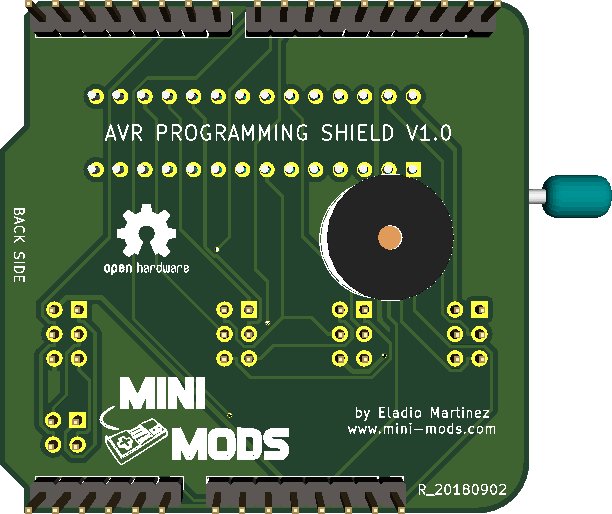 AVR PROGRAMMING SHIELD V1.0
BACK SIDE
open hardware
MINI
MODS
by Eladio Martinez
www.mini-mods.com
R_20180902